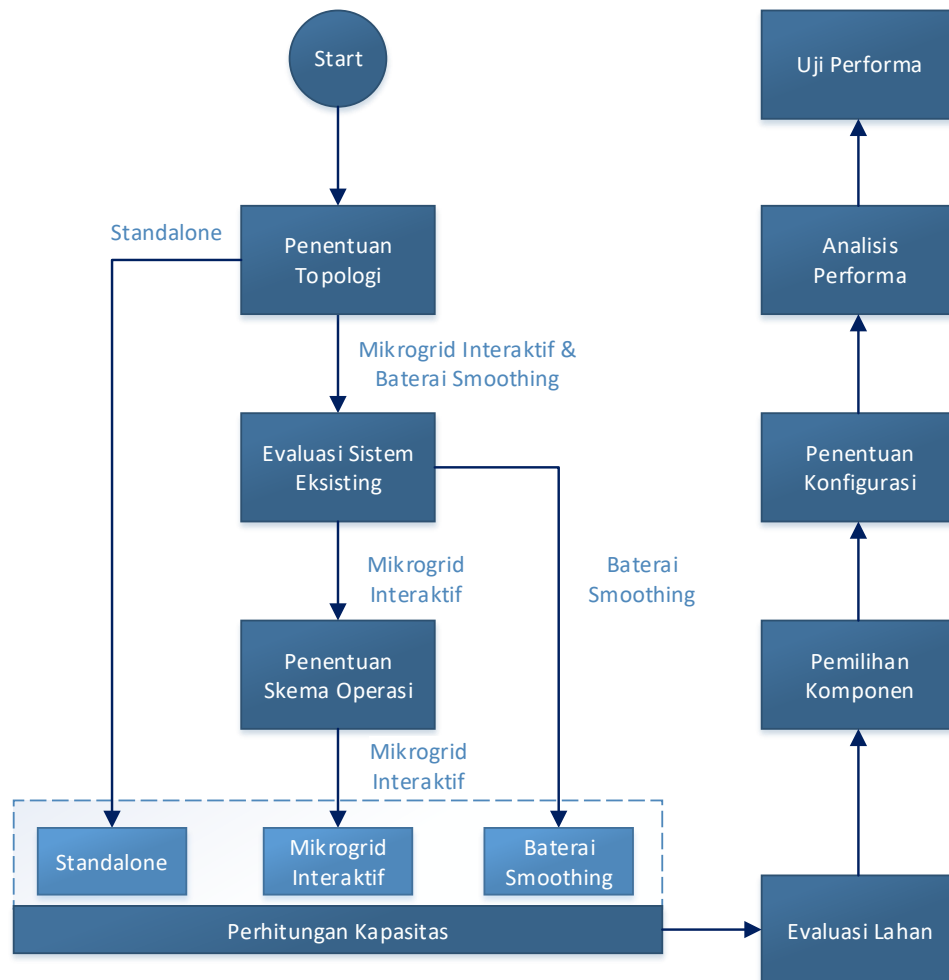 Start
Uji Performa
Standalone
Penentuan
Topologi
Analisis
Performa
Mikrogrid Interaktif &
Baterai Smoothing
Evaluasi Sistem
Eksisting
Penentuan
Konfigurasi
Mikrogrid
Interaktif
Baterai
Smoothing
Penentuan
Skema Operasi
Pemilihan
Komponen
Mikrogrid
Interaktif
Standalone
Mikrogrid
Interaktif
Baterai
Smoothing
Perhitungan Kapasitas
Evaluasi Lahan